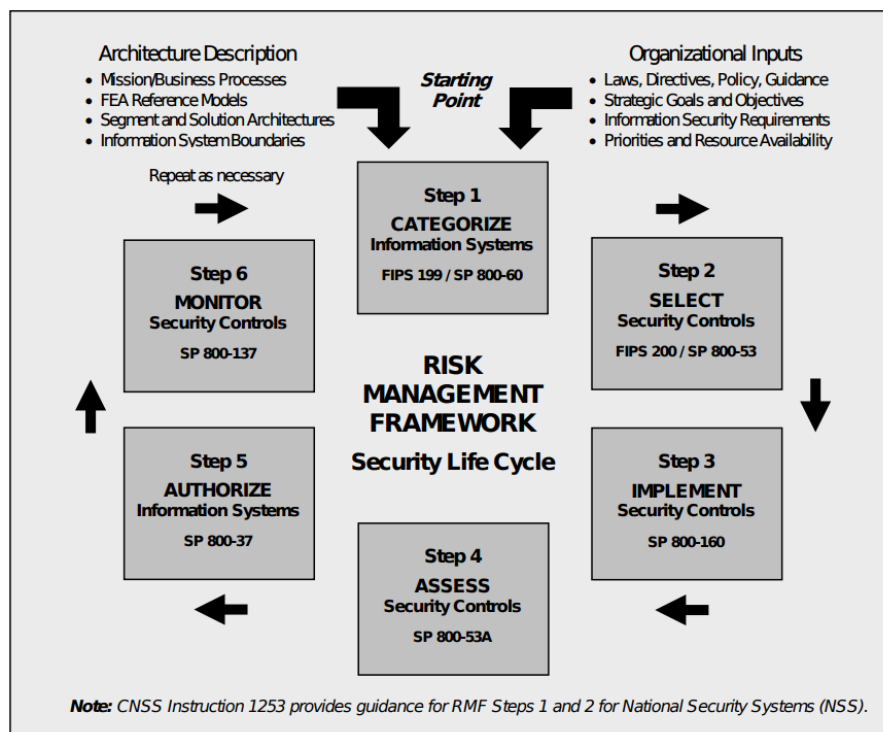 Architecture Description
• Mission/Business Processes
• FEA Reference Models
• Segment and Solution Architectures
• Information System Boundaries
Starting
Point
Organizational Inputs
• Laws, Directives, Policy, Guidance
• Strategic Goals and Objectives
• Information Security Requirements
• Priorities and Resource Availability
Repeat as necessary
Step 1
CATEGORIZE
Information Systems
FIPS 199 / SP 800-60
Step 2
SELECT
Security Controls
FIPS 200 / SP 800-53
Step 3
IMPLEMENT
Security Controls
SP 800-160
Step 4
ASSESS
Security Controls
SP 800-53A
Step 5
AUTHORIZE
Information Systems
SP 800-37
Step 6
MONITOR
Security Controls
SP 800-137
RISK
MANAGEMENT
FRAMEWORK
Security Life Cycle
Note: CNSS Instruction 1253 provides guidance for RMF Steps 1 and 2 for National Security Systems (NSS).